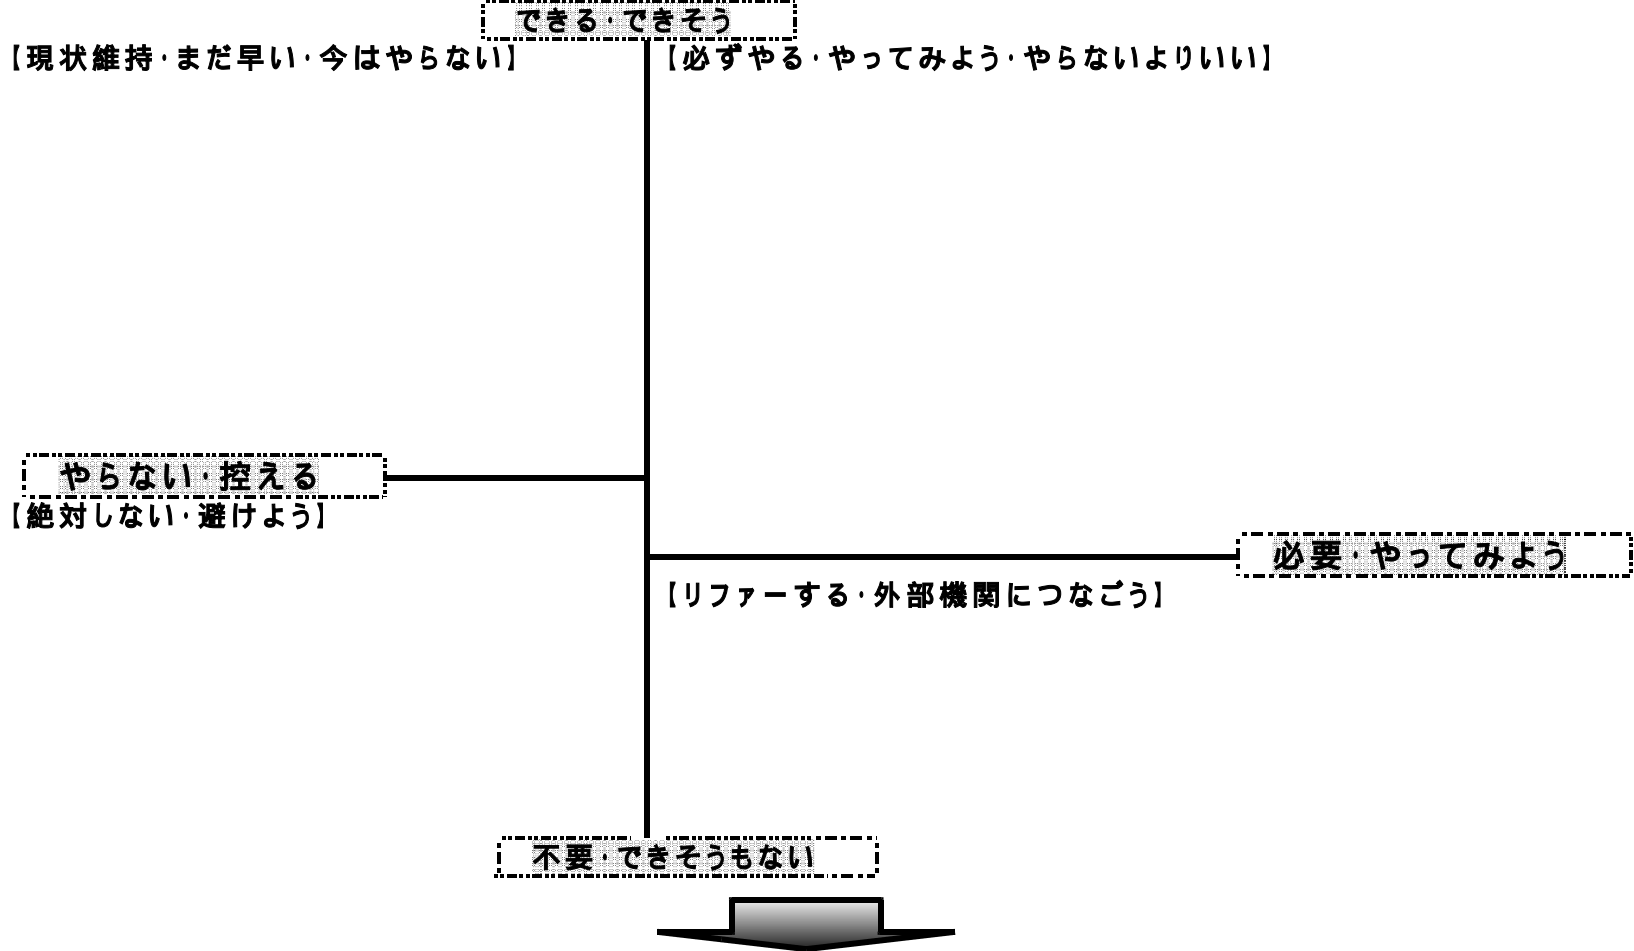 できる・できそう
【現状維持・まだ早い・今はやらない】
【必ずやる・やってみよう・やらないよりいい】
やらない・控える
【絶対しない・避けよう】
必要・やってみよう
【リファーする・外部機関につなごう】
不要・できそうもない